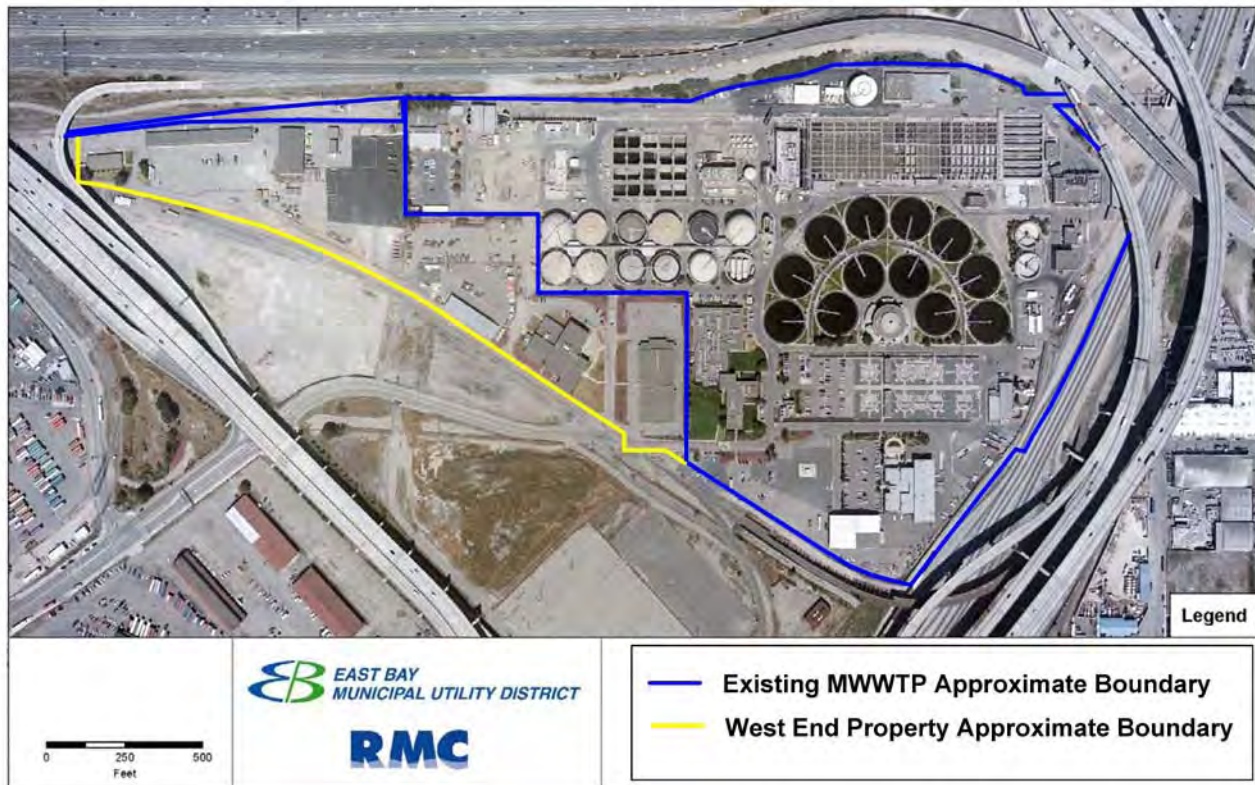 Legend
0 250 500
Feet
EAST BAY
MUNICIPAL UTILITY DISTRICT
RMC
Existing MWWTP Approximate Boundary
West End Property Approximate Boundary